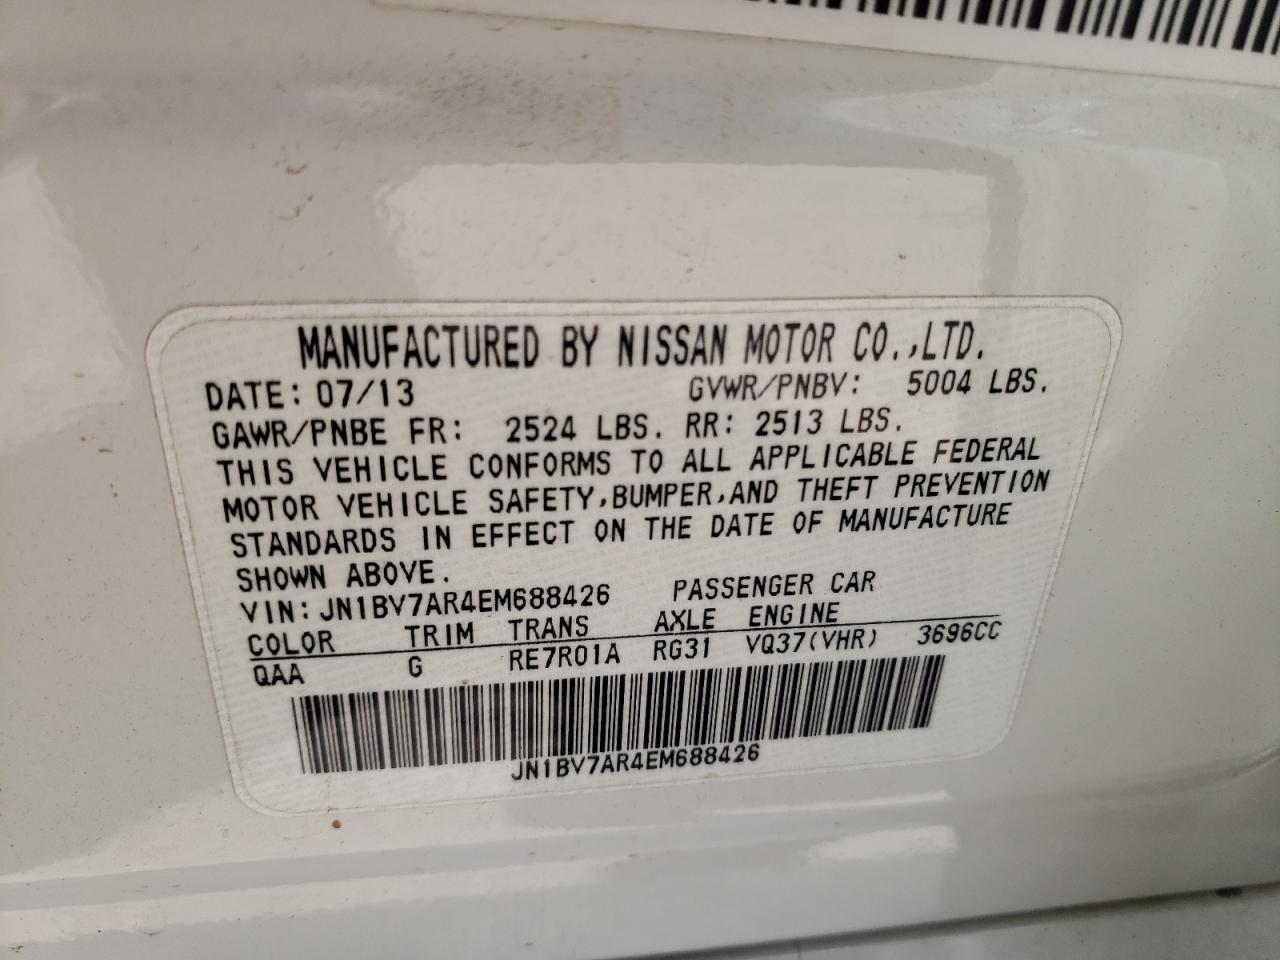 MANUFACTURED BY NISSAN MOTOR CO.,LTD.
DATE: 07/13 GVWR/PNBV: 5004 LBS.
GAWR/PNBE FR: 2524 LBS. RR: 2513 LBS.
THIS VEHICLE CONFORMS TO ALL APPLICABLE FEDERAL
MOTOR VEHICLE SAFETY,BUMPER,AND THEFT PREVENTION
STANDARDS IN EFFECT ON THE DATE OF MANUFACTURE
SHOWN ABOVE.
VIN:JN1BV7AR4EM688426 PASSENGER CAR
COLOR TRIM TRANS AXLE ENGINE
QAA G RE7R01A RG31 VQ37(VHR) 3696CC
JN1BV7AR4EM688426